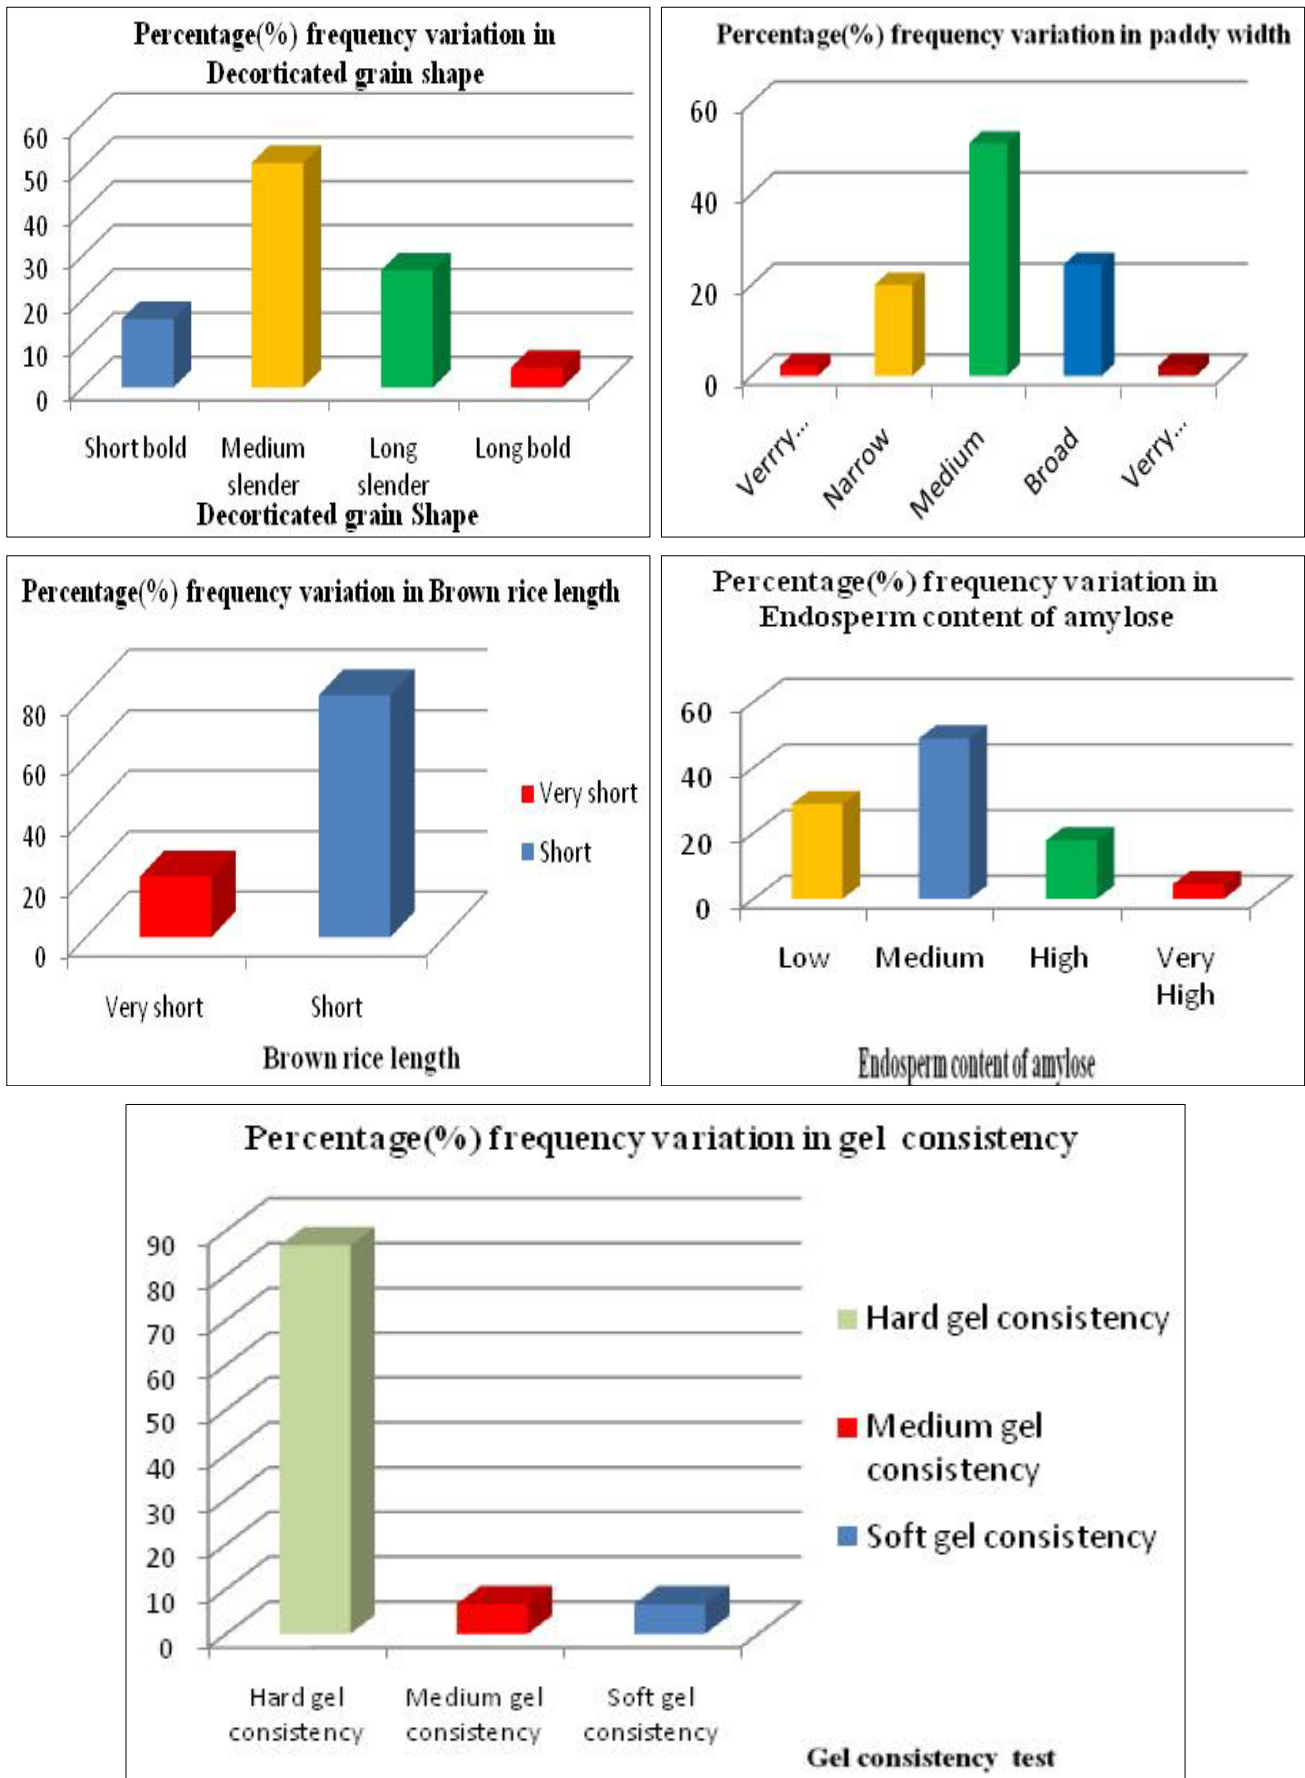 Percentage(%) frequency variation in
Decorticated grain shape
60
50
40
30
20
10
0
Short bold
Medium
slender
Long
slender
Long bold
Decorticated grain Shape
Percentage(%) frequency variation in paddy width
60
40
20
0
Verrry...
Narrow
Medium
Broad
Verry...
Percentage(%) frequency variation in Brown rice length
80
60
40
20
0
Very short
Short
Very short
Short
Brown rice length
Percentage(%) frequency variation in
Endosperm content of amylose
60
40
20
0
Low
Medium
High
Very
High
Endosperm content of amylose
Percentage(%) frequency variation in gel consistency
90
80
70
60
50
40
30
20
10
0
Hard gel
consistency
Medium gel
consistency
Soft gel
consistency
Hard gel consistency
Medium gel
consistency
Soft gel consistency
Gel consistency test